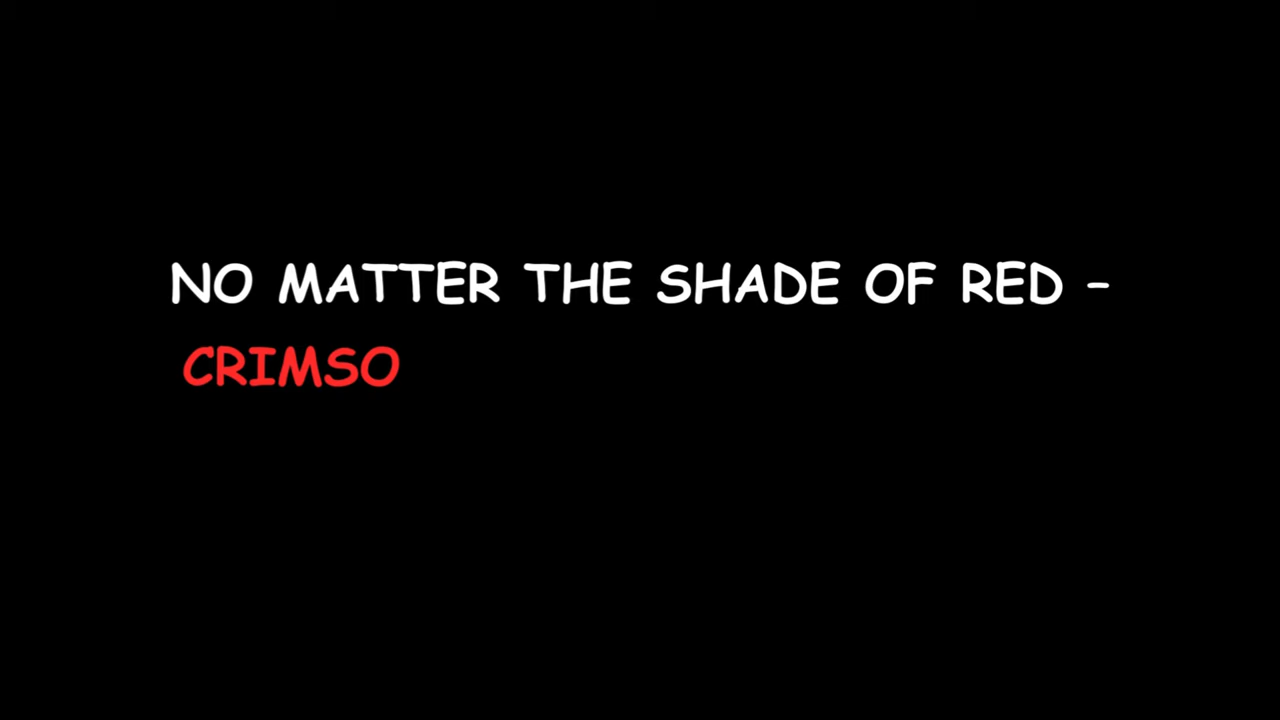 NO MATTER THE SHADE OF RED –
CRIMSO